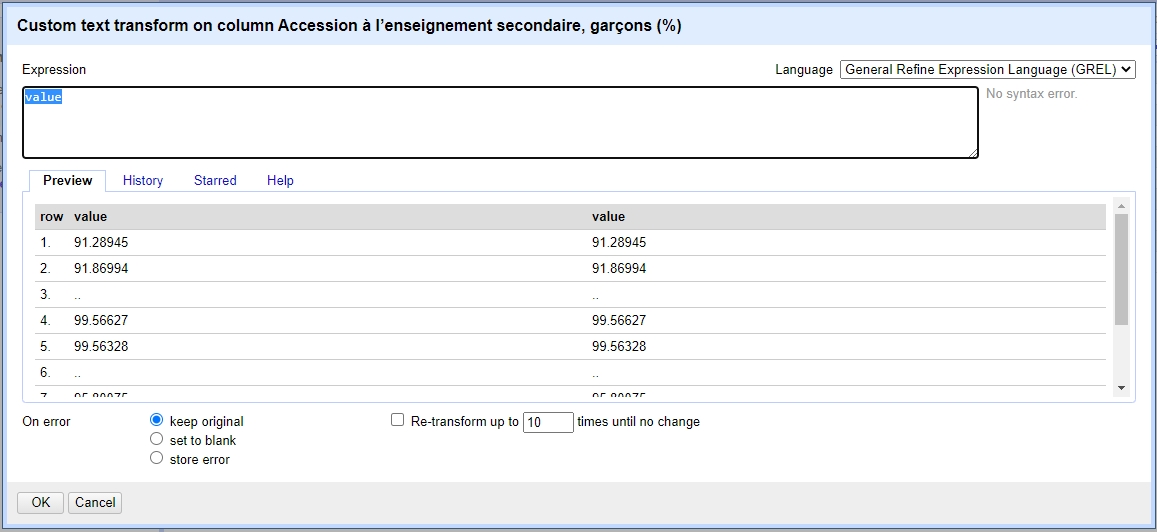 Custom text transform on column Accession à l’enseignement secondaire, garçons (%)
Expression Language General Refine Expression Language (GREL)
value No syntax error.
Preview History Starred Help
row value value
1. 91.28945 91.28945
2. 91.86994 91.86994
3. .. ..
4. 99.56627 99.56627
5. 99.56328 99.56328
6. .. ..
On error keep original Re-transform up to 10 times until no change
set to blank
store error
OK Cancel